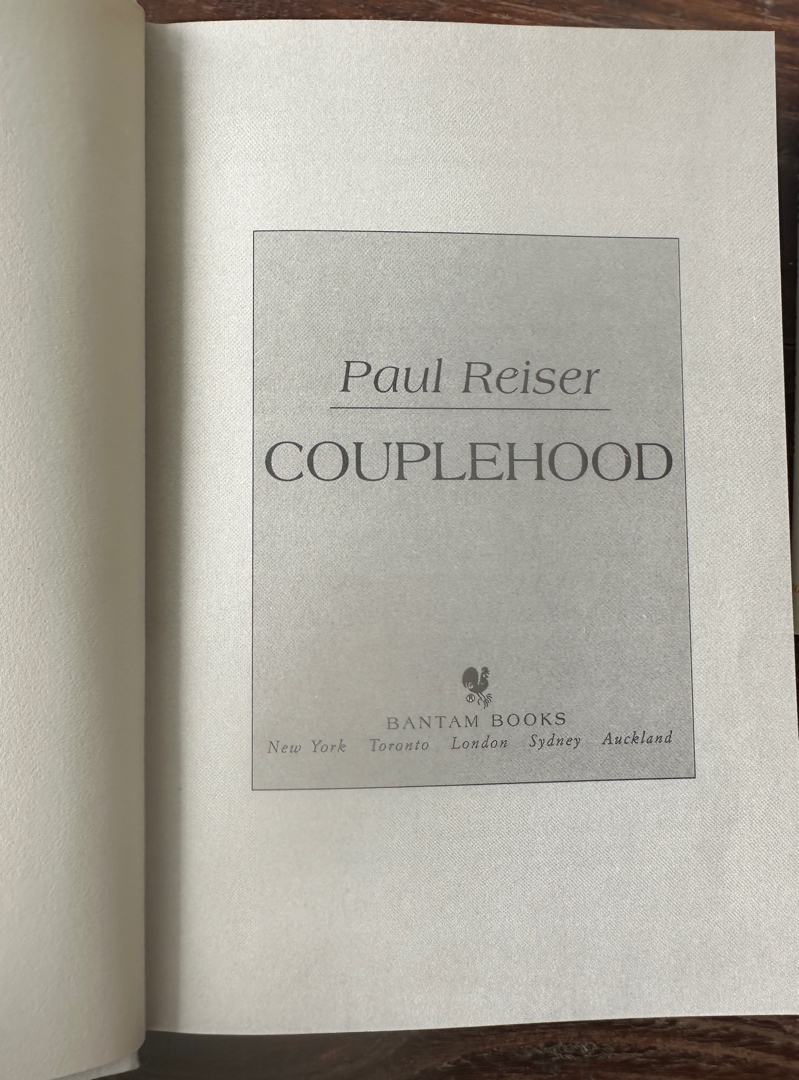 Paul Reiser
COUPLEHOOD
®
BANTAM BOOKS
New York Toronto London Sydney Auckland